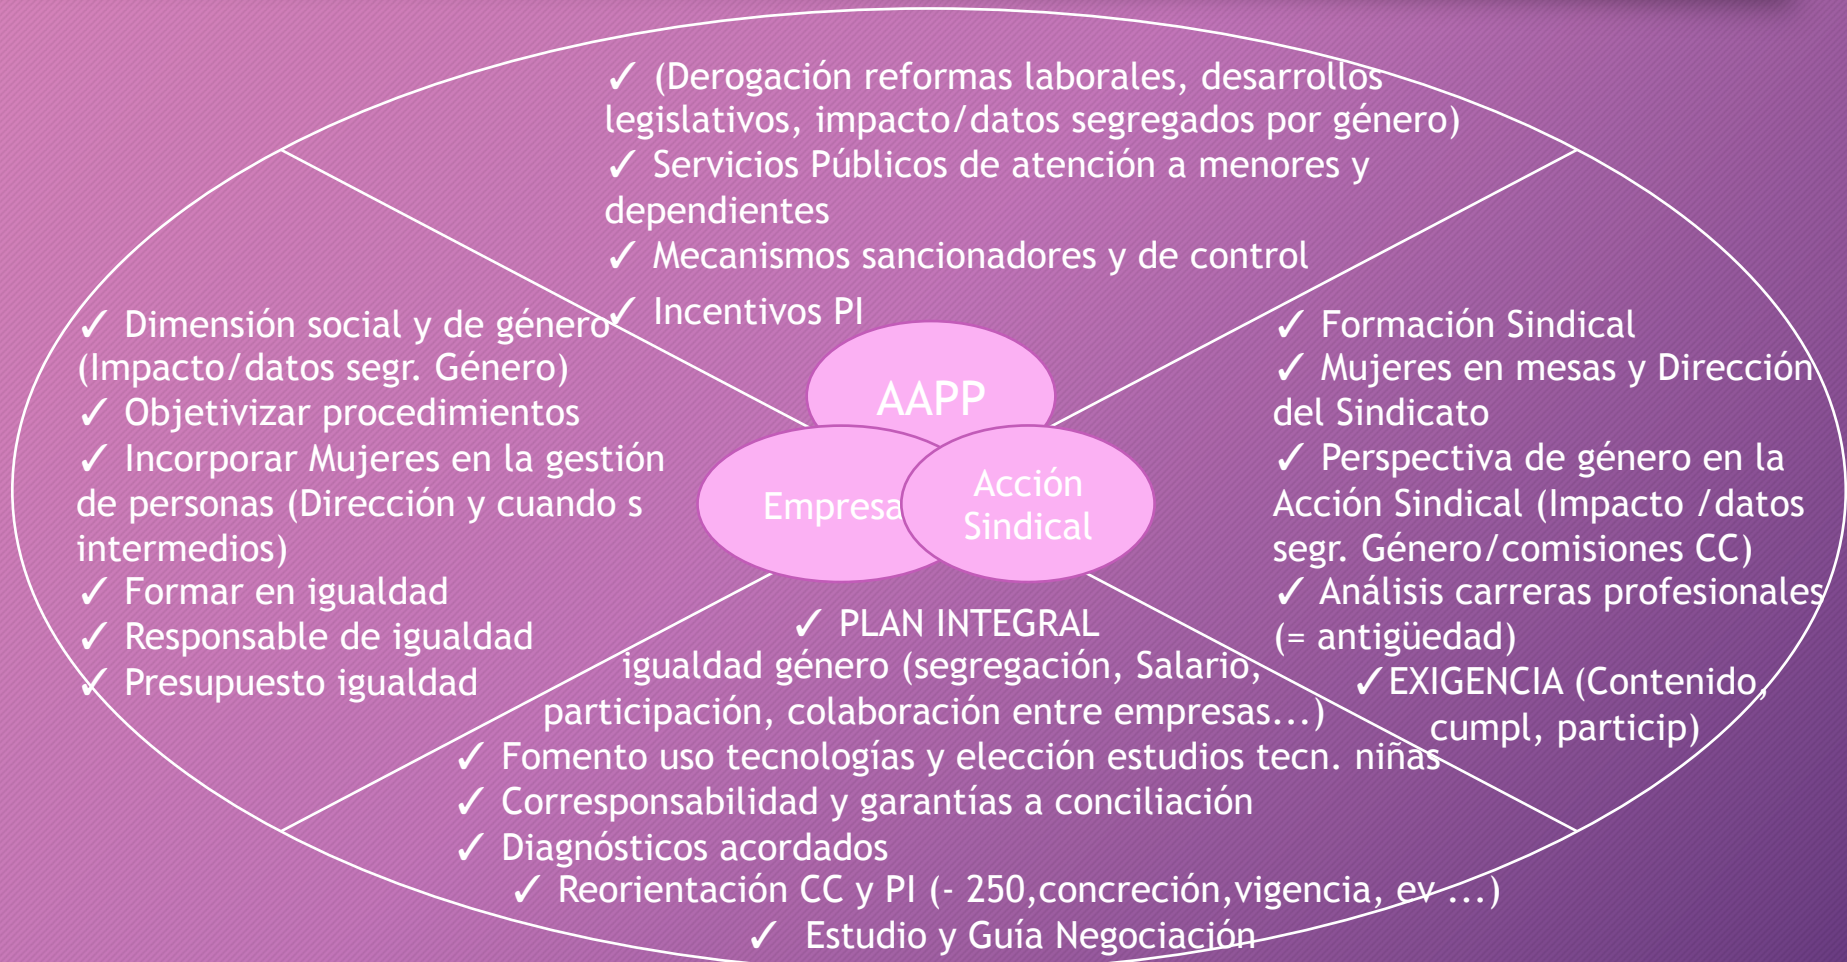 ✓ (Derogación reformas laborales, desarrollos
legislativos, impacto/datos segregados por género)
✓ Servicios Públicos de atención a menores y
dependientes
✓ Mecanismos sancionadores y de control
✓ Incentivos PI
✓ Dimensión social y de género
(Impacto/datos segr. Género)
✓ Objetivizar procedimientos
✓ Incorporar Mujeres en la gestión
de personas (Dirección y cuando s
intermedios)
✓ Formar en igualdad
✓ Responsable de igualdad
✓ Presupuesto igualdad
AAPP
Empresa
Acción
Sindical
✓ Formación Sindical
✓ Mujeres en mesas y Dirección
del Sindicato
✓ Perspectiva de género en la
Acción Sindical (Impacto /datos
segr. Género/comisiones CC)
✓ Análisis carreras profesionales
(= antigüedad)
✓EXIGENCIA (Contenido,
cumpl, particip)
✓ PLAN INTEGRAL
igualdad género (segregación, Salario,
participación, colaboración entre empresas...)
✓ Fomento uso tecnologías y elección estudios tecn. niñas
✓ Corresponsabilidad y garantías a conciliación
✓ Diagnósticos acordados
✓ Reorientación CC y PI (- 250,concreción,vigencia, ev ...)
✓ Estudio y Guía Negociación